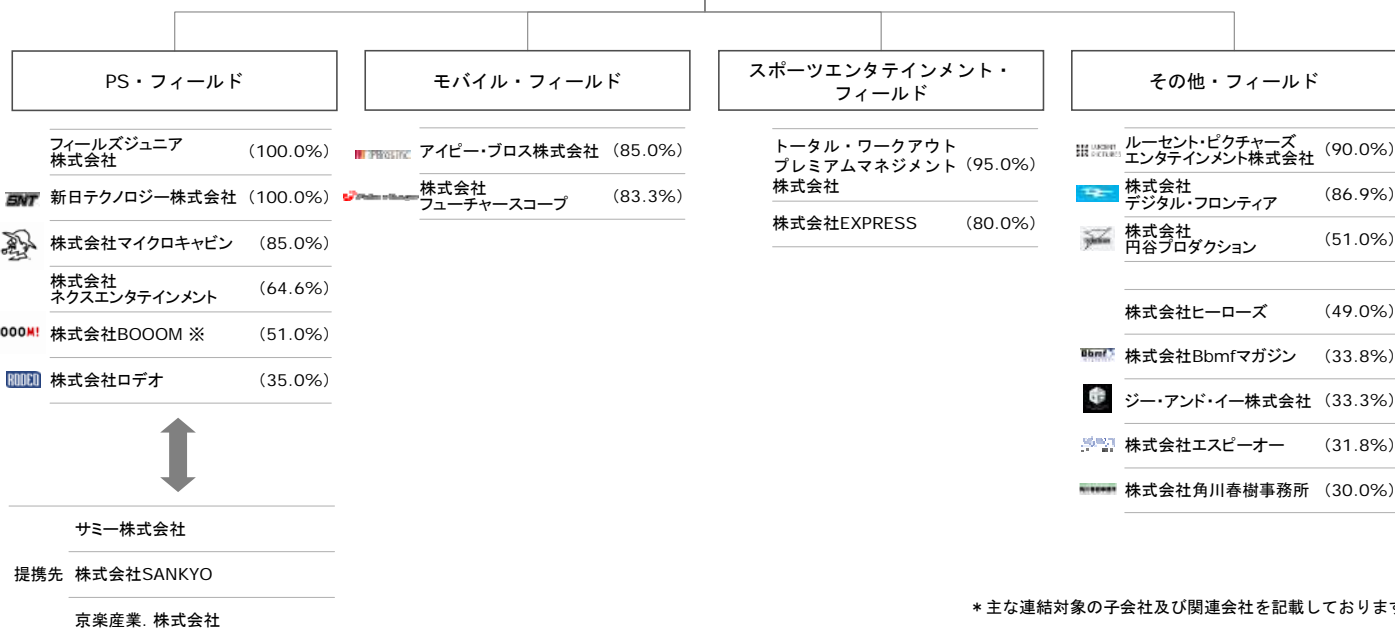 PS・フィールド
フィールズジュニア
株式会社
(100.0%)
SNT
新日テクノロジー株式会社 (100.0%)
株式会社マイクロキャビン (85.0%)
株式会社
ネクスエンタテインメント
(64.6%)
OOOM!
株式会社BOOOM ※ (51.0%)
RODEO
株式会社ロデオ (35.0%)
提携先
サミー株式会社
株式会社SANKYO
京楽産業. 株式会社
モバイル・フィールド
アイピー・ブロス株式会社 (85.0%)
株式会社
フューチャースコープ
(83.3%)
スポーツエンタテインメント・
フィールド
トータル・ワークアウト
プレミアムマネジメント
株式会社
(95.0%)
株式会社EXPRESS (80.0%)
その他・フィールド
ルーセント・ピクチャーズ
エンタテインメント株式会社
(90.0%)
株式会社
デジタル・フロンティア
(86.9%)
株式会社
円谷プロダクション
(51.0%)
株式会社ヒーローズ (49.0%)
Bbmf
株式会社Bbmfマガジン (33.8%)
ジー・アンド・イー株式会社 (33.3%)
株式会社エスピーオー (31.8%)
株式会社角川春樹事務所 (30.0%)
*主な連結対象の子会社及び関連会社を記載しております